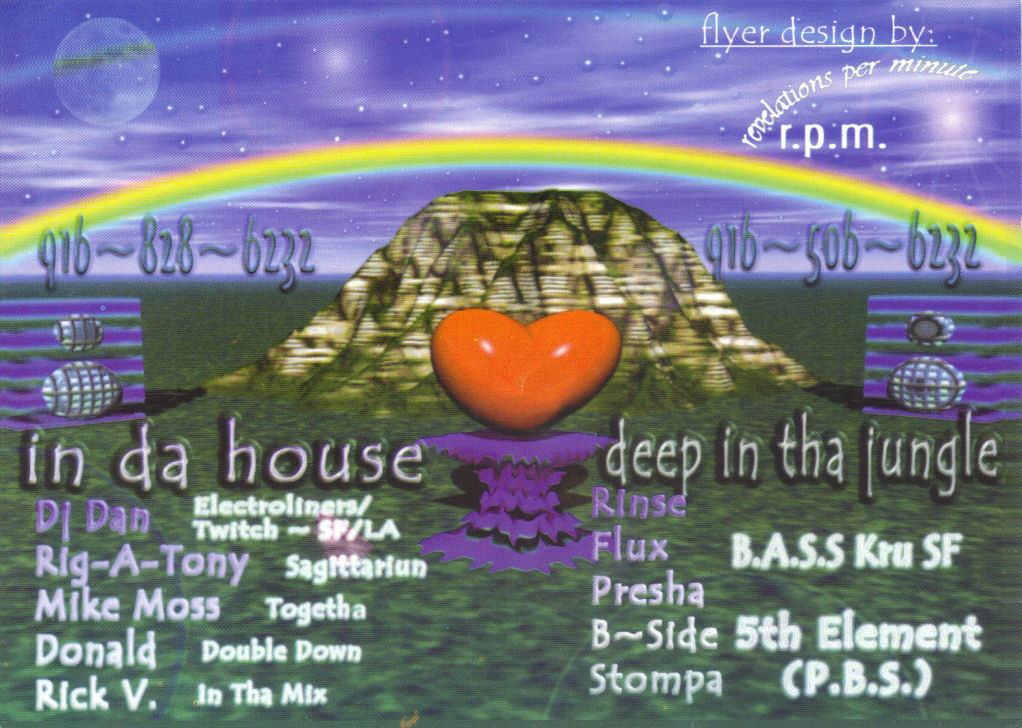 flyer design by:
revelations per minute
r.p.m.
916~828~6232
916~506~6232
in da house
Dj Dan Electroliners/
Twitch ~ SF/LA
Rig-A-Tony Sagittariun
Mike Moss Togetha
Donald Double Down
Rick V. In Tha Mix
deep in tha jungle
Rinse
Flux B.A.S.S Kru SF
Presha
B~Side 5th Element
Stompa (P.B.S.)